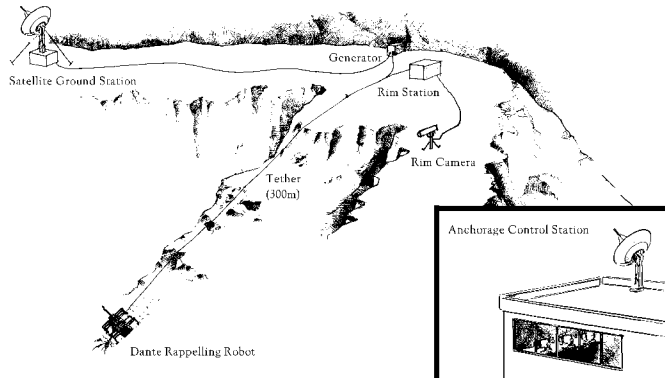 Generator
Satellite Ground Station
Rim Station
Rim Camera
Tether
(300m)
Anchorage Control Station
Dante Rappelling Robot